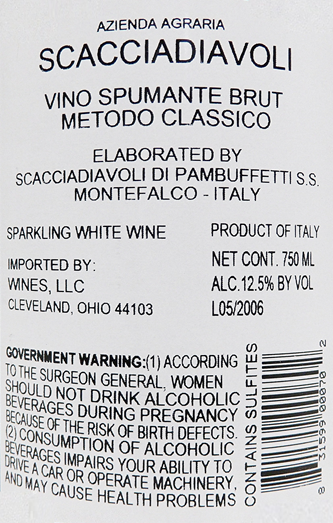 AZIENDA AGRARIA
SCACCIADIAVOLI
VINO SPUMANTE BRUT
METODO CLASSICO
ELABORATED BY
SCACCIADIAVOLI DI PAMBUFFETTI S.S.
MONTEFALCO - ITALY
SPARKLING WHITE WINE
IMPORTED BY:
WINES, LLC
CLEVELAND, OHIO 44103
PRODUCT OF ITALY
NET CONT. 750 ML
ALC.12.5% BY VOL
L05/2006
GOVERNMENT WARNING:(1) ACCORDING
TO THE SURGEON GENERAL, WOMEN
SHOULD NOT DRINK ALCOHOLIC
BEVERAGES DURING PREGNANCY
BECAUSE OF THE RISK OF BIRTH DEFECTS.
(2) CONSUMPTION OF ALCOHOLIC
BEVERAGES IMPAIRS YOUR ABILITY TO
DRIVE A CAR OR OPERATE MACHINERY,
AND MAY CAUSE HEALTH PROBLEMS
CONTAINS SULFITES
8 31599 00070 2